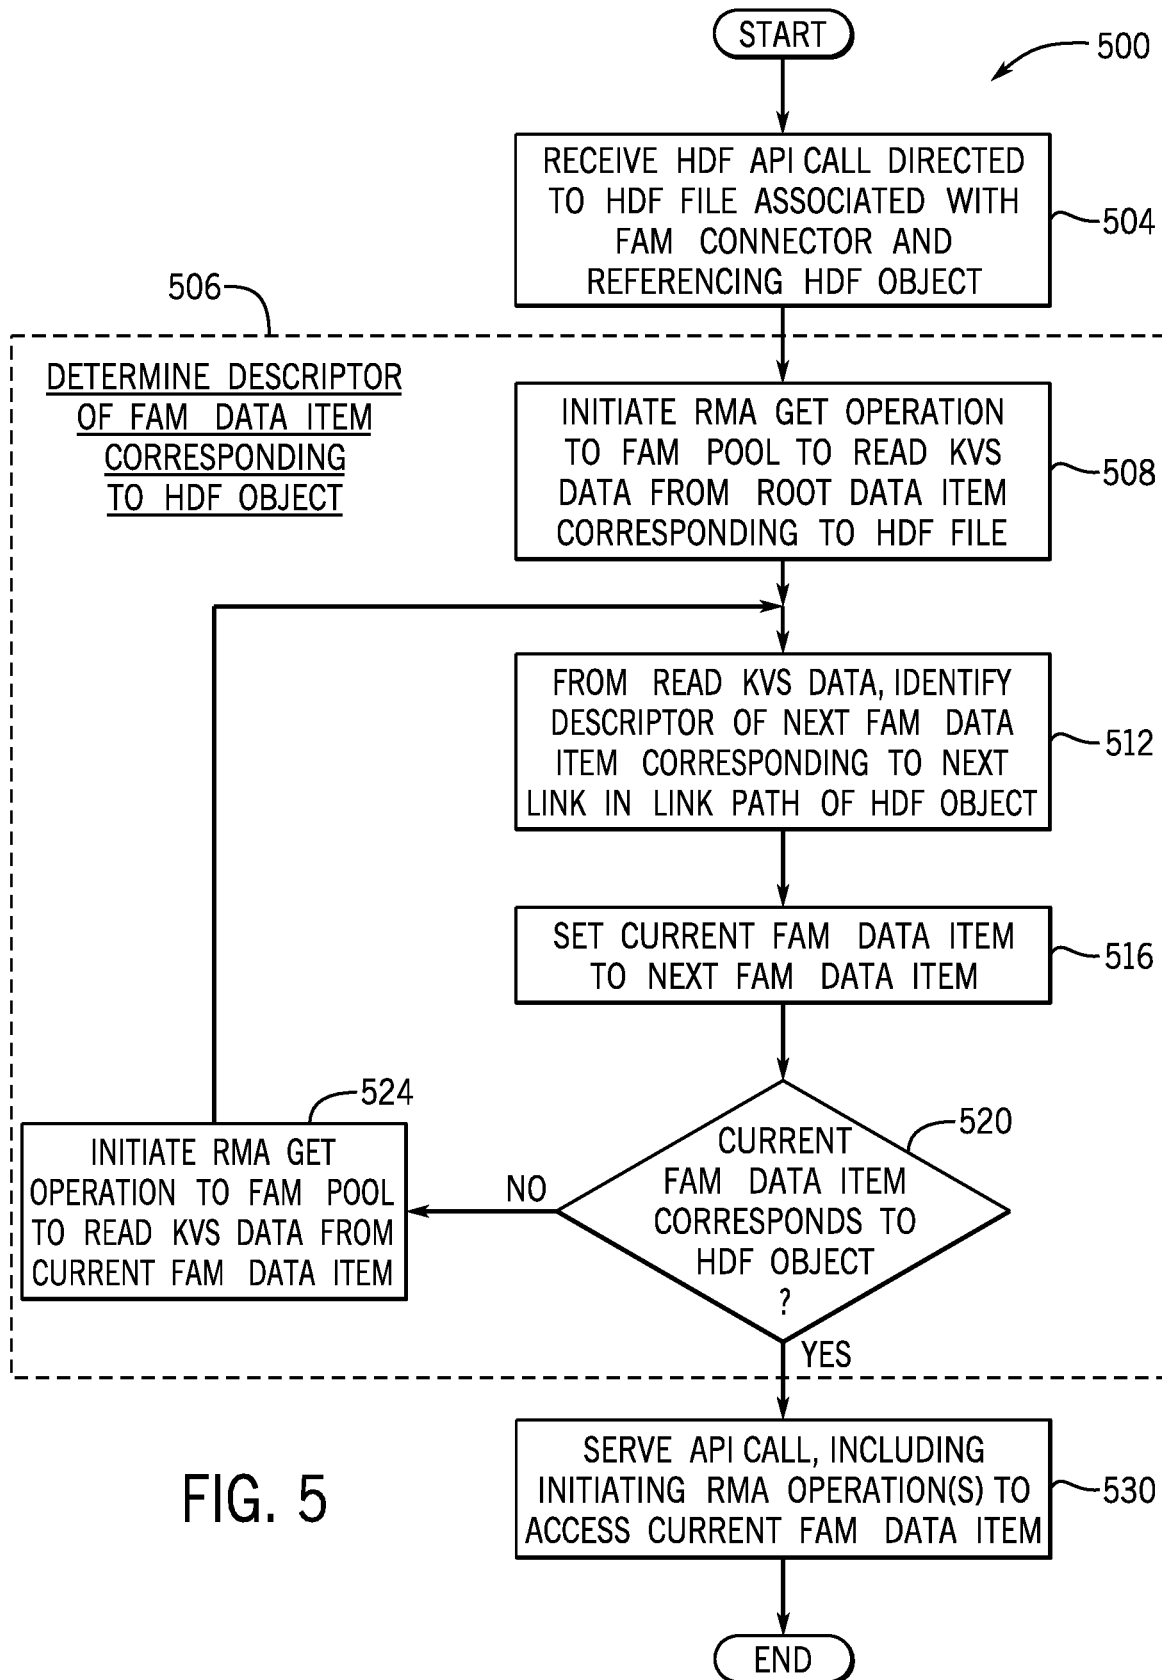 START
500
RECEIVE HDF API CALL DIRECTED
TO HDF FILE ASSOCIATED WITH
FAM CONNECTOR AND
REFERENCING HDF OBJECT
504
506
DETERMINE DESCRIPTOR
OF FAM DATA ITEM
CORRESPONDING
TO HDF OBJECT
INITIATE RMA GET OPERATION
TO FAM POOL TO READ KVS
DATA FROM ROOT DATA ITEM
CORRESPONDING TO HDF FILE
508
FROM READ KVS DATA, IDENTIFY
DESCRIPTOR OF NEXT FAM DATA
ITEM CORRESPONDING TO NEXT
LINK IN LINK PATH OF HDF OBJECT
512
SET CURRENT FAM DATA ITEM
TO NEXT FAM DATA ITEM
516
CURRENT
FAM DATA ITEM
CORRESPONDS TO
HDF OBJECT
?
520
NO
524
INITIATE RMA GET
OPERATION TO FAM POOL
TO READ KVS DATA FROM
CURRENT FAM DATA ITEM
YES
SERVE API CALL, INCLUDING
INITIATING RMA OPERATION(S) TO
ACCESS CURRENT FAM DATA ITEM
530
FIG. 5
END